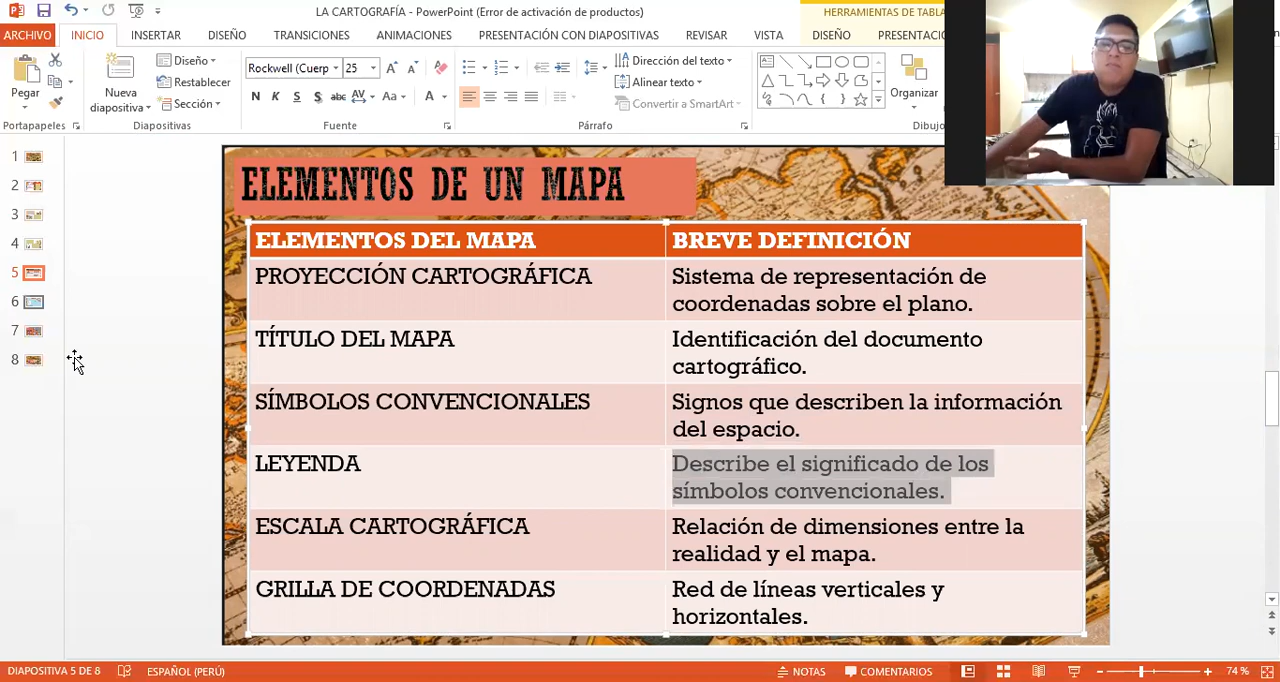 LA CARTOGRAFÍA - PowerPoint (Error de activación de productos)
HERRAMIENTAS DE TABLA
ARCHIVO INICIO INSERTAR DISEÑO TRANSICIONES ANIMACIONES PRESENTACIÓN CON DIAPOSITIVAS REVISAR VISTA DISEÑO
Pegar
Nueva
diapositiva
Diseño
Restablecer
Sección
Rockwell (Cuerp 25
N K S S abc AV Aa A
Dirección del texto
Alinear texto
Convertir a SmartArt
Organizar
Portapapeles Diapositivas Fuente Párrafo
1
2
3
4
5
6
7
8
ELEMENTOS DE UN MAPA
ELEMENTOS DEL MAPA BREVE DEFINICIÓN
PROYECCIÓN CARTOGRÁFICA Sistema de representación de
coordenadas sobre el plano.
TÍTULO DEL MAPA Identificación del documento
cartográfico.
SÍMBOLOS CONVENCIONALES Signos que describen la información
del espacio.
LEYENDA Describe el significado de los
símbolos convencionales.
ESCALA CARTOGRÁFICA Relación de dimensiones entre la
realidad y el mapa.
GRILLA DE COORDENADAS Red de líneas verticales y
horizontales.
DIAPOSITIVA 5 DE 8 ESPAÑOL (PERÚ) NOTAS COMENTARIOS 74 %